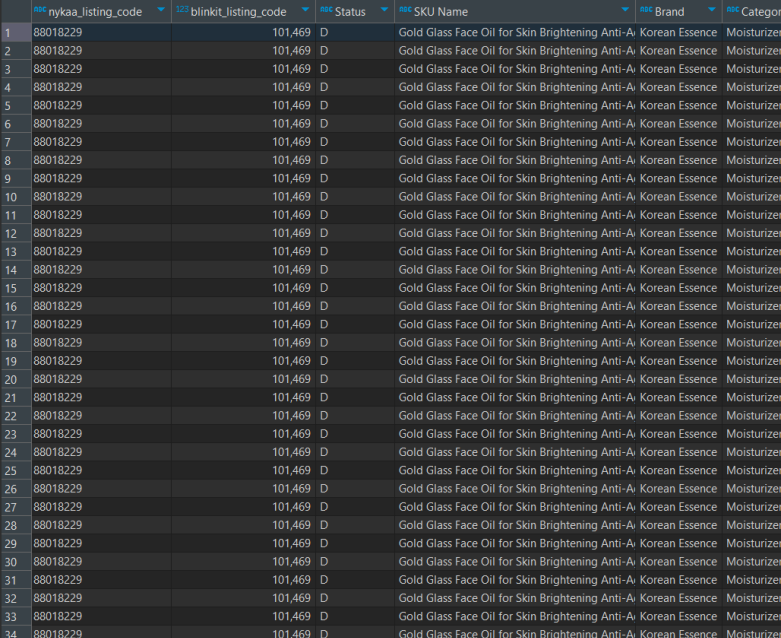 ABC nykaa_listing_code 123 blinkit_listing_code ABC Status ABC SKU Name ABC Brand ABC Categor
1 88018229 101,469 D Gold Glass Face Oil for Skin Brightening Anti-A Korean Essence Moisturizer
2 88018229 101,469 D Gold Glass Face Oil for Skin Brightening Anti-A Korean Essence Moisturizer
3 88018229 101,469 D Gold Glass Face Oil for Skin Brightening Anti-A Korean Essence Moisturizer
4 88018229 101,469 D Gold Glass Face Oil for Skin Brightening Anti-A Korean Essence Moisturizer
5 88018229 101,469 D Gold Glass Face Oil for Skin Brightening Anti-A Korean Essence Moisturizer
6 88018229 101,469 D Gold Glass Face Oil for Skin Brightening Anti-A Korean Essence Moisturizer
7 88018229 101,469 D Gold Glass Face Oil for Skin Brightening Anti-A Korean Essence Moisturizer
8 88018229 101,469 D Gold Glass Face Oil for Skin Brightening Anti-A Korean Essence Moisturizer
9 88018229 101,469 D Gold Glass Face Oil for Skin Brightening Anti-A Korean Essence Moisturizer
10 88018229 101,469 D Gold Glass Face Oil for Skin Brightening Anti-A Korean Essence Moisturizer
11 88018229 101,469 D Gold Glass Face Oil for Skin Brightening Anti-A Korean Essence Moisturizer
12 88018229 101,469 D Gold Glass Face Oil for Skin Brightening Anti-A Korean Essence Moisturizer
13 88018229 101,469 D Gold Glass Face Oil for Skin Brightening Anti-A Korean Essence Moisturizer
14 88018229 101,469 D Gold Glass Face Oil for Skin Brightening Anti-A Korean Essence Moisturizer
15 88018229 101,469 D Gold Glass Face Oil for Skin Brightening Anti-A Korean Essence Moisturizer
16 88018229 101,469 D Gold Glass Face Oil for Skin Brightening Anti-A Korean Essence Moisturizer
17 88018229 101,469 D Gold Glass Face Oil for Skin Brightening Anti-A Korean Essence Moisturizer
18 88018229 101,469 D Gold Glass Face Oil for Skin Brightening Anti-A Korean Essence Moisturizer
19 88018229 101,469 D Gold Glass Face Oil for Skin Brightening Anti-A Korean Essence Moisturizer
20 88018229 101,469 D Gold Glass Face Oil for Skin Brightening Anti-A Korean Essence Moisturizer
21 88018229 101,469 D Gold Glass Face Oil for Skin Brightening Anti-A Korean Essence Moisturizer
22 88018229 101,469 D Gold Glass Face Oil for Skin Brightening Anti-A Korean Essence Moisturizer
23 88018229 101,469 D Gold Glass Face Oil for Skin Brightening Anti-A Korean Essence Moisturizer
24 88018229 101,469 D Gold Glass Face Oil for Skin Brightening Anti-A Korean Essence Moisturizer
25 88018229 101,469 D Gold Glass Face Oil for Skin Brightening Anti-A Korean Essence Moisturizer
26 88018229 101,469 D Gold Glass Face Oil for Skin Brightening Anti-A Korean Essence Moisturizer
27 88018229 101,469 D Gold Glass Face Oil for Skin Brightening Anti-A Korean Essence Moisturizer
28 88018229 101,469 D Gold Glass Face Oil for Skin Brightening Anti-A Korean Essence Moisturizer
29 88018229 101,469 D Gold Glass Face Oil for Skin Brightening Anti-A Korean Essence Moisturizer
30 88018229 101,469 D Gold Glass Face Oil for Skin Brightening Anti-A Korean Essence Moisturizer
31 88018229 101,469 D Gold Glass Face Oil for Skin Brightening Anti-A Korean Essence Moisturizer
32 88018229 101,469 D Gold Glass Face Oil for Skin Brightening Anti-A Korean Essence Moisturizer
33 88018229 101,469 D Gold Glass Face Oil for Skin Brightening Anti-A Korean Essence Moisturizer
34 88018229 101,469 D Gold Glass Face Oil for Skin Brightening Anti-A Korean Essence Moisturizer